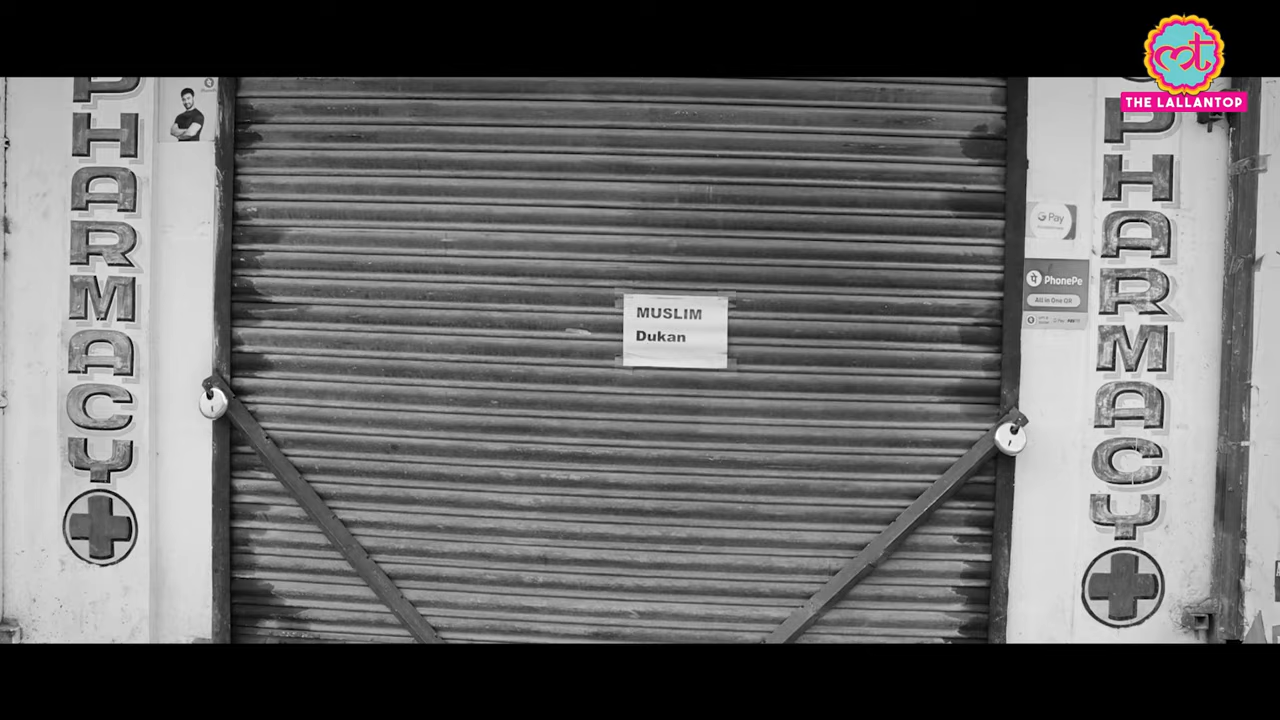 THE LALLANTOP
PHARMACY
MUSLIM
Dukan
G Pay
PhonePe
All in One QR
PHARMACY